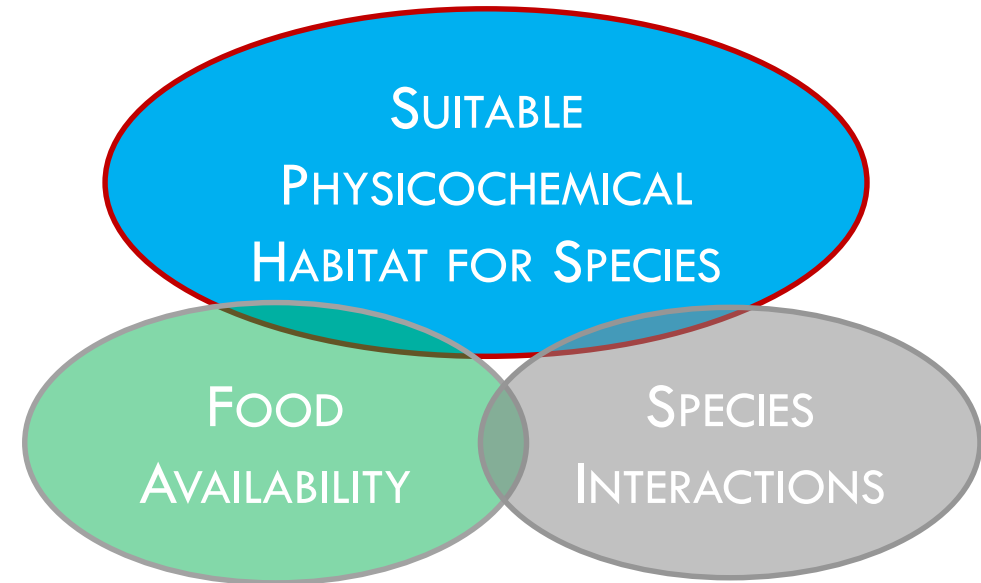 Suitable
Physicochemical
Habitat for Species
Food
Availability
Species
Interactions